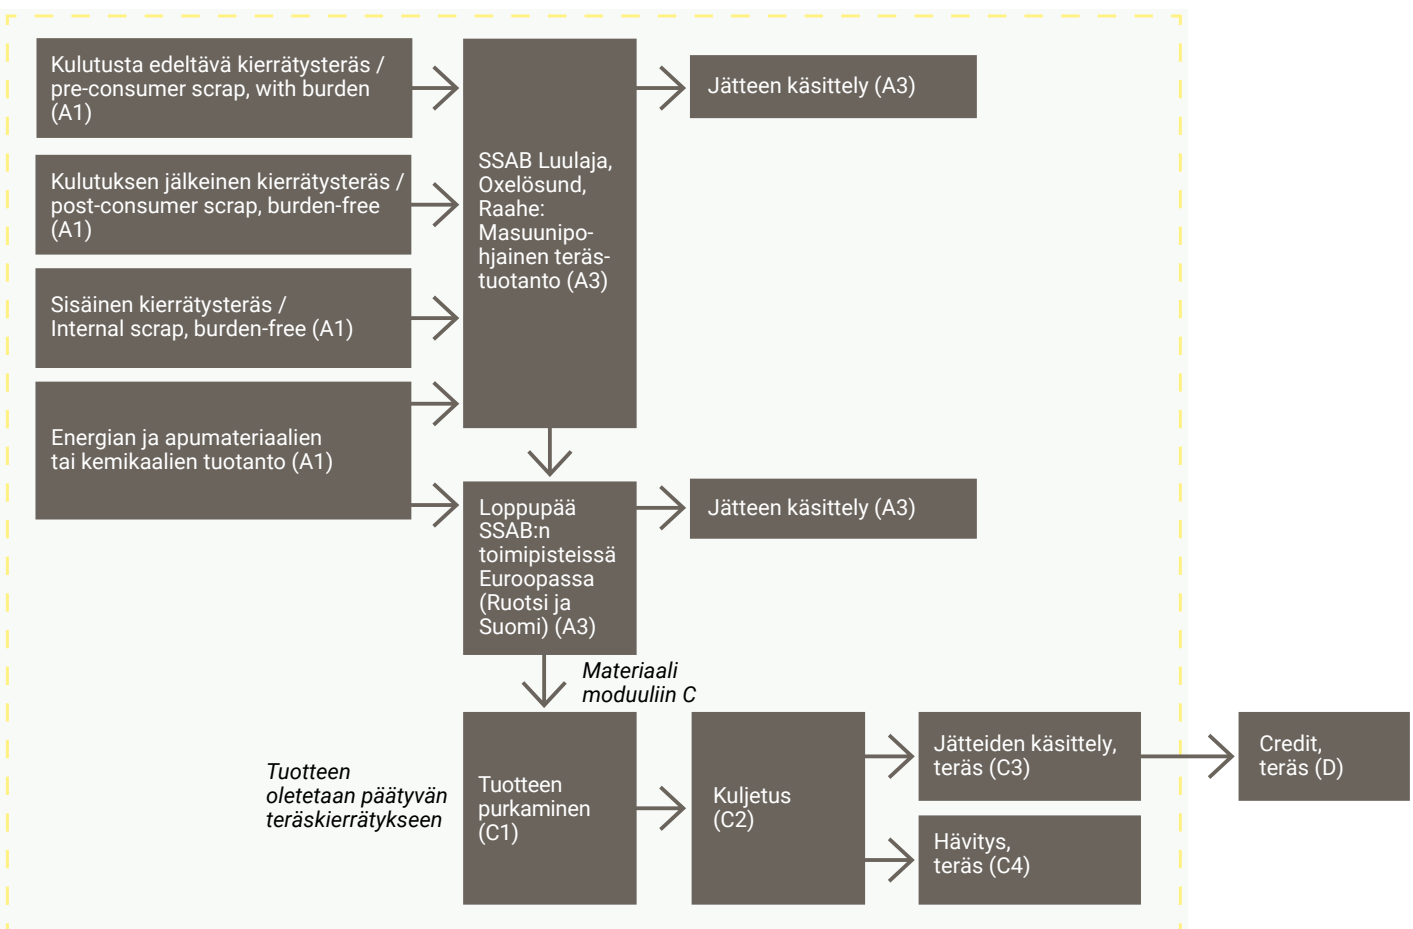 Kulutusta edeltävä kierrätysteräs /
pre-consumer scrap, with burden
(A1)
Kulutuksen jälkeinen kierrätysteräs /
post-consumer scrap, burden-free
(A1)
Sisäinen kierrätysteräs /
Internal scrap, burden-free (A1)
Energian ja apumateriaalien
tai kemikaalien tuotanto (A1)
SSAB Luulaja,
Oxelösund,
Raahe:
Masuunipo-
hjainen teräs-
tuotanto (A3)
Jätteen käsittely (A3)
Loppupää
SSAB:n
toimipisteissä
Euroopassa
(Ruotsi ja
Suomi) (A3)
Jätteen käsittely (A3)
Materiaali
moduuliin C
Tuotteen
oletetaan päätyvän
teräskierrätykseen
Tuotteen
purkaminen
(C1)
Kuljetus
(C2)
Jätteiden käsittely,
teräs (C3)
Hävitys,
teräs (C4)
Credit,
teräs (D)